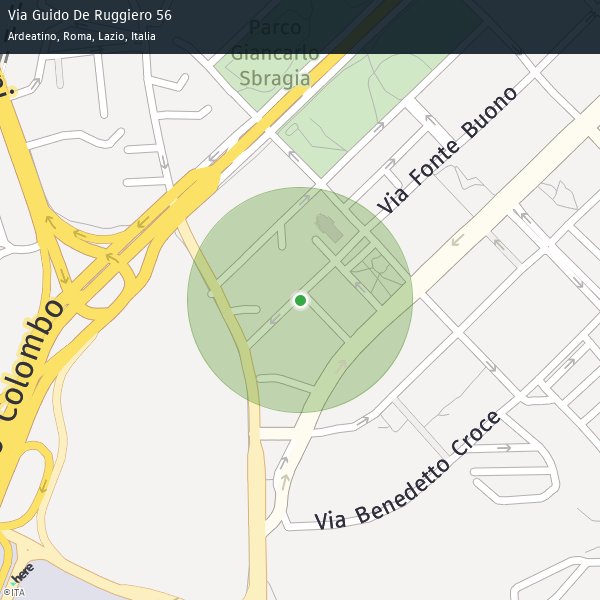 Via Guido De Ruggiero 56
Ardeatino, Roma, Lazio, Italia
Parco
Giancarlo
Sbragia
Via Fonte Buono
Colombo
Via Benedetto Croce
here
©ITA